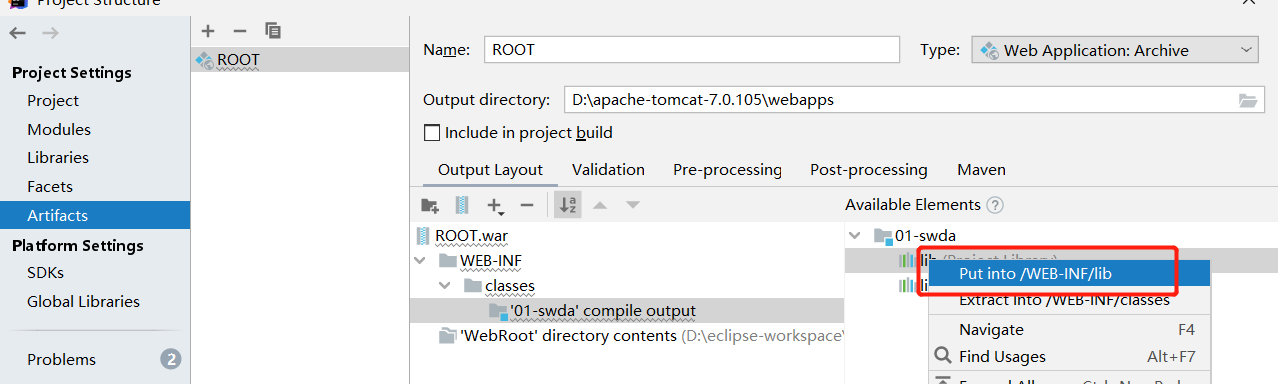 Project Structure
Project Settings
Project
Modules
Libraries
Facets
Artifacts
Platform Settings
SDKs
Global Libraries
Problems 2
ROOT
Name: ROOT Type: Web Application: Archive
Output directory: D:\apache-tomcat-7.0.105\webapps
Include in project build
Output Layout Validation Pre-processing Post-processing Maven
Available Elements ?
ROOT.war
WEB-INF
classes
'01-swda' compile output
'WebRoot' directory contents (D:\eclipse-workspace\
01-swda
lib (Project Library)
Put into /WEB-INF/lib
Extract Into /WEB-INF/classes
Navigate F4
Find Usages Alt+F7